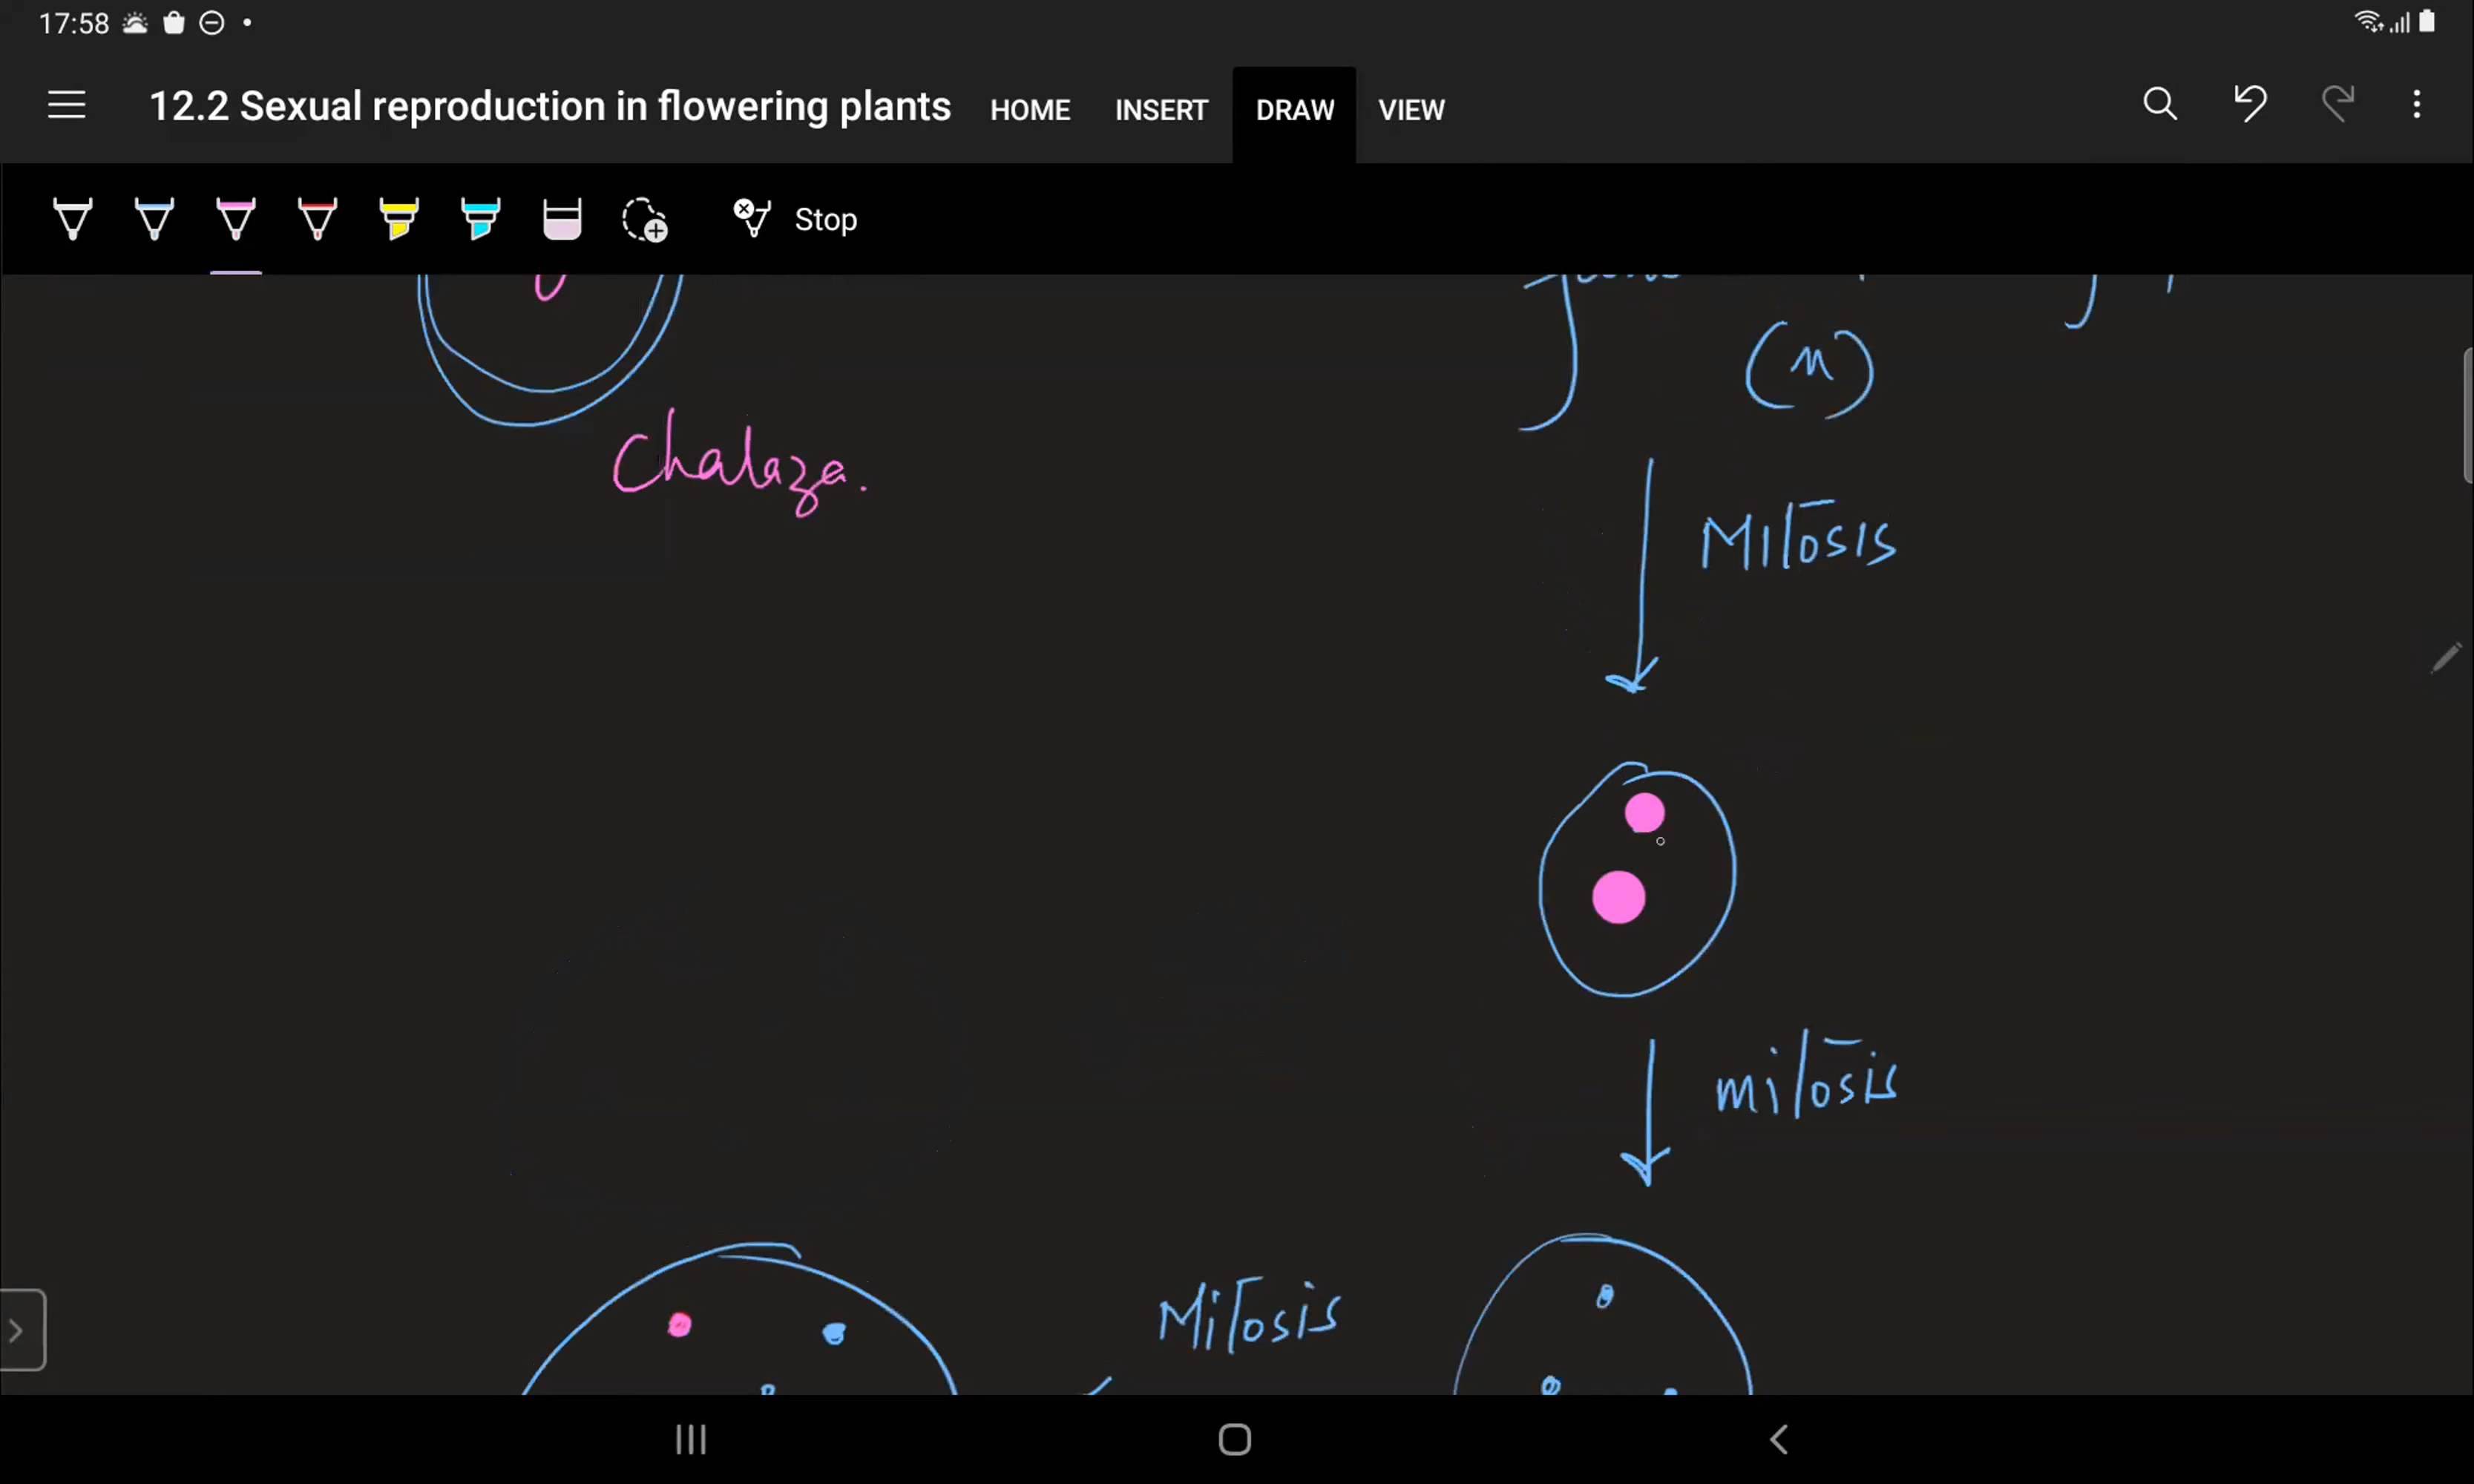 17:58
12.2 Sexual reproduction in flowering plants HOME INSERT DRAW VIEW
Stop
(n)
Chalaza.
Mitosis
mitosis
Mitosis